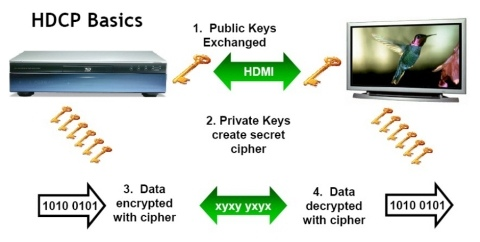 HDCP Basics
1. Public Keys
Exchanged
HDMI
2. Private Keys
create secret
cipher
3. Data
encrypted
with cipher
4. Data
decrypted
with cipher
1010 0101
xyxy yxyx
1010 0101